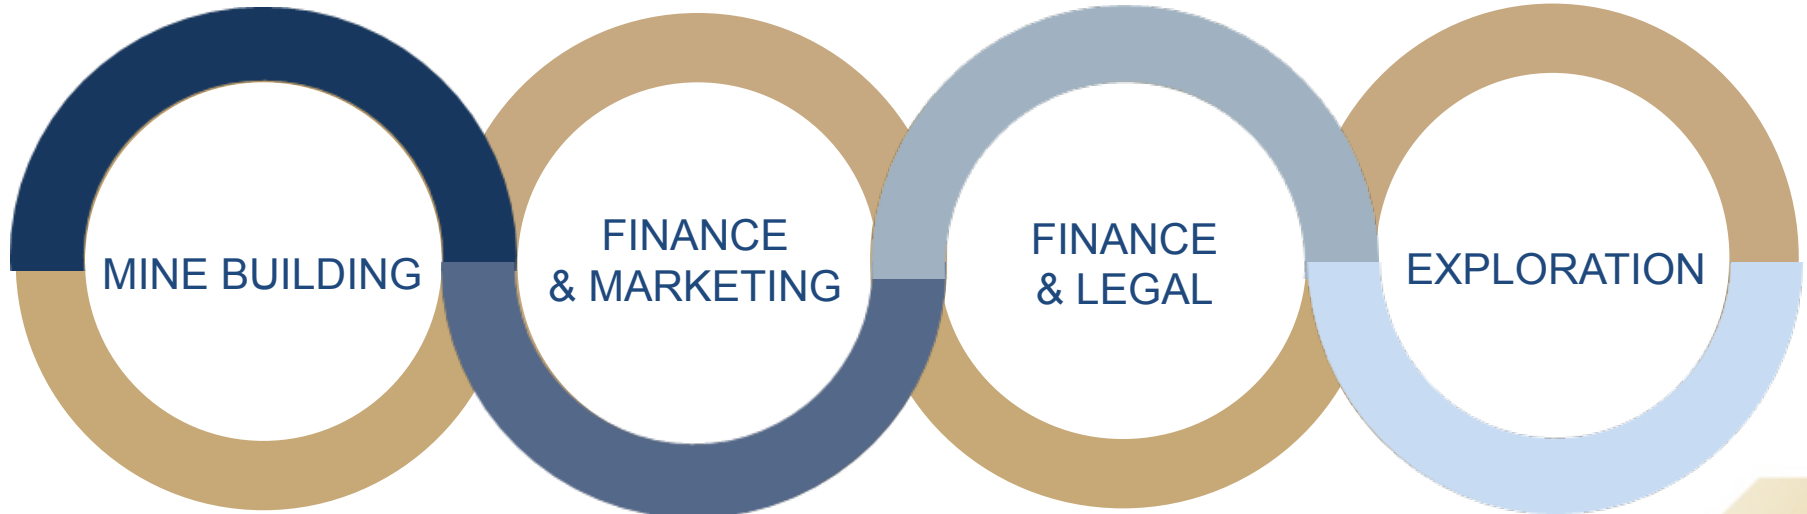 MINE BUILDING
FINANCE
& MARKETING
FINANCE
& LEGAL
EXPLORATION